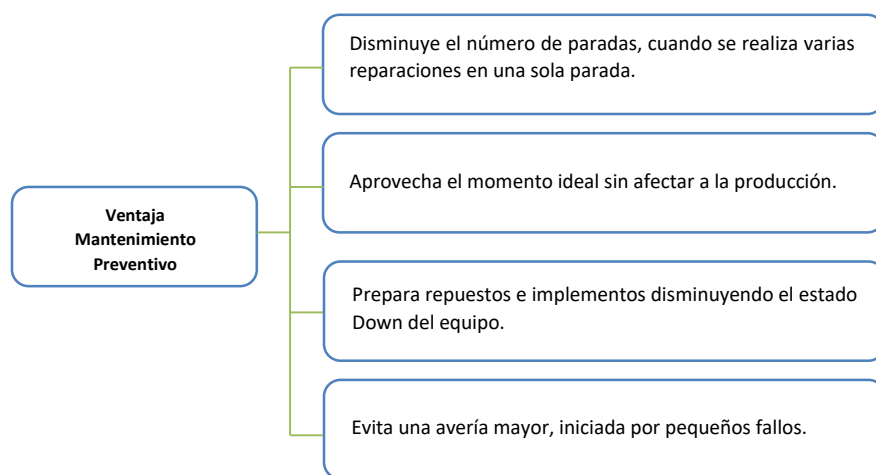 Disminuye el número de paradas, cuando se realiza varias
reparaciones en una sola parada.
Aprovecha el momento ideal sin afectar a la producción.
Ventaja
Mantenimiento
Preventivo
Prepara repuestos e implementos disminuyendo el estado
Down del equipo.
Evita una avería mayor, iniciada por pequeños fallos.